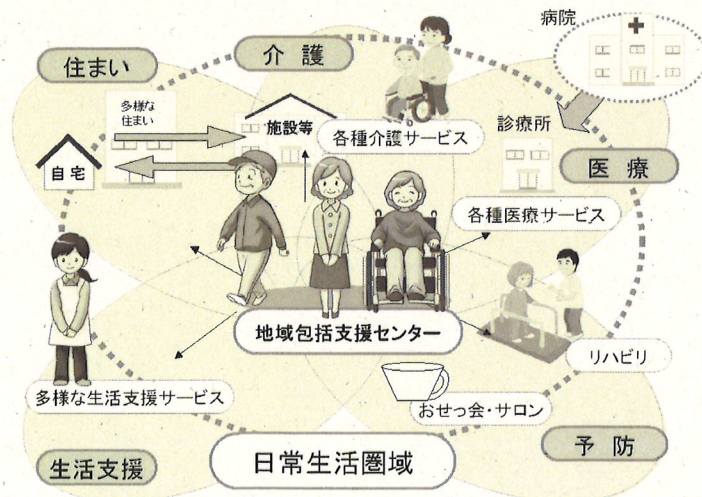 病院
介護
住まい
多様な
住まい
施設等
各種介護サービス
診療所
自宅
医療
各種医療サービス
地域包括支援センター
リハビリ
多様な生活支援サービス
おせっ会・サロン
予防
生活支援
日常生活圏域